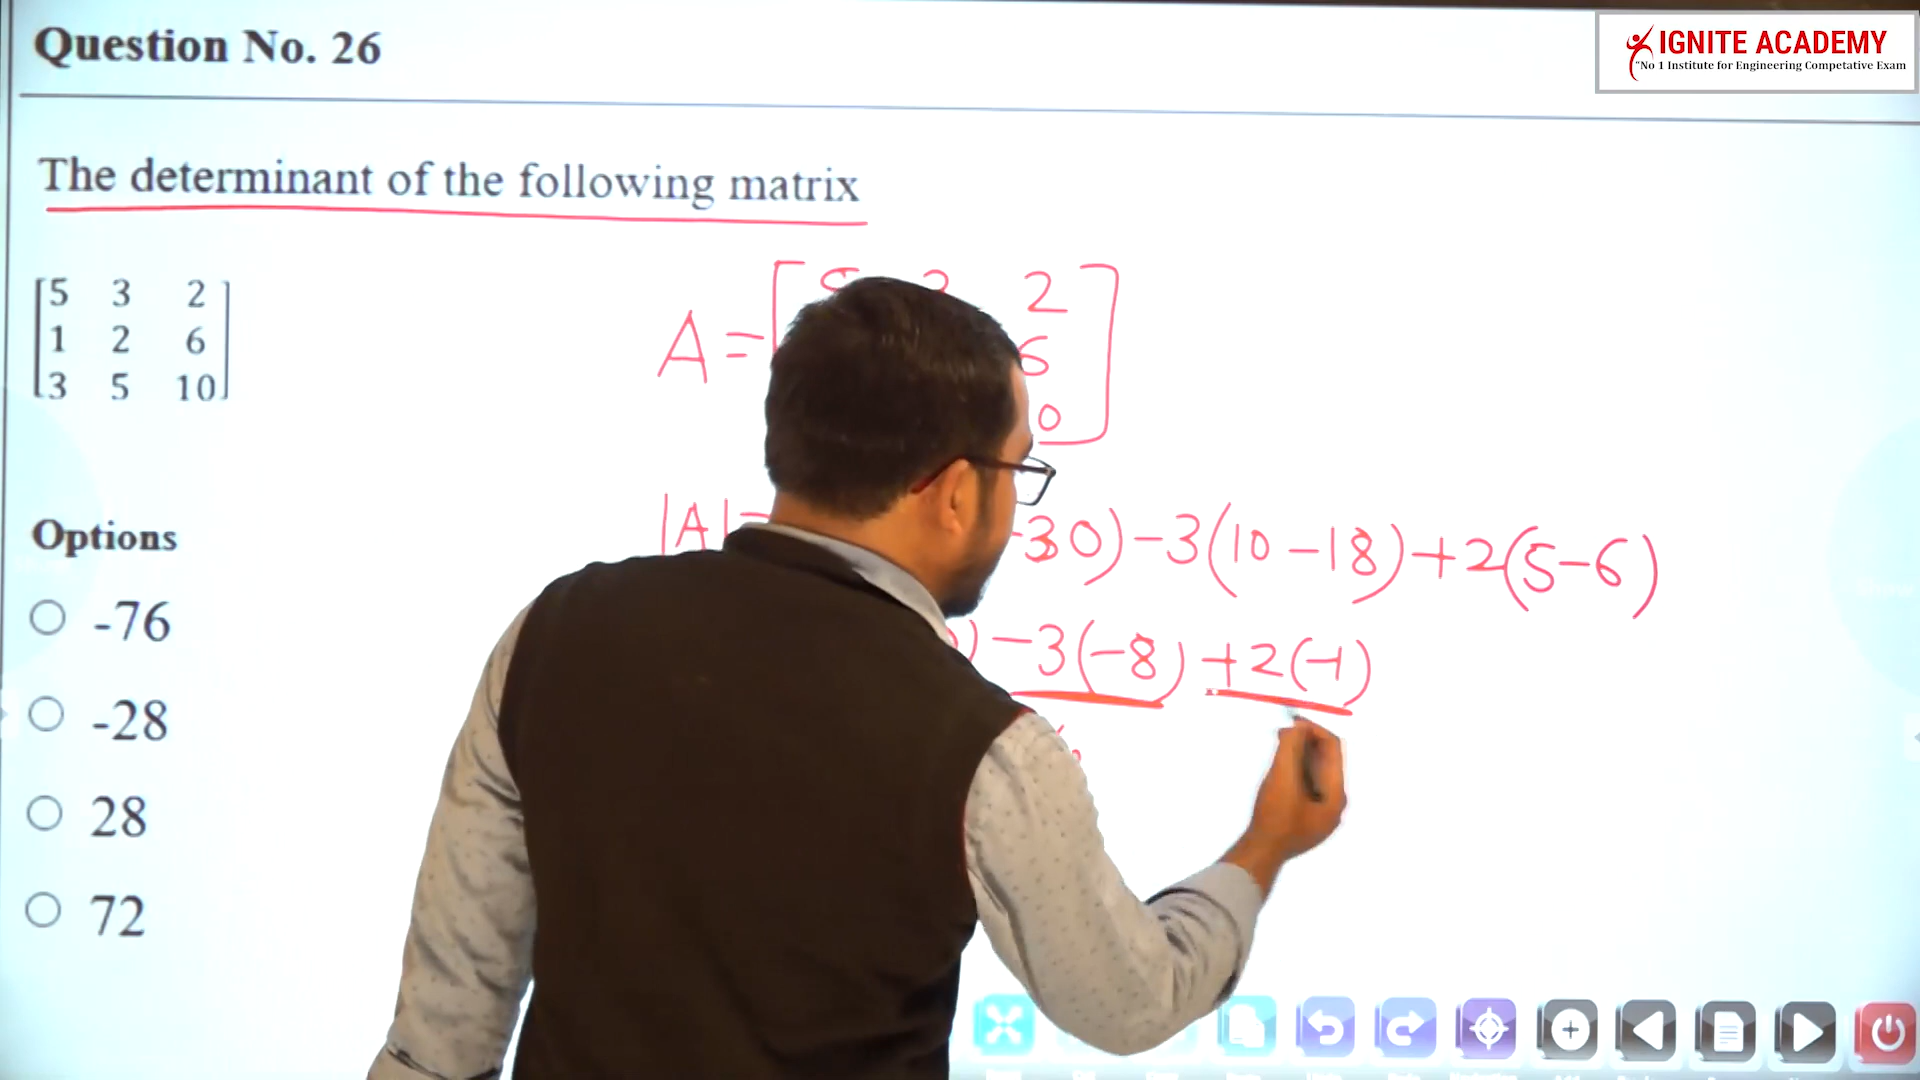 Question No. 26
IGNITE ACADEMY
"No 1 Institute for Engineering Competative Exam
The determinant of the following matrix
5 3 2
1 2 6
3 5 10
A = [ 2
6
0 ]
|A| = -30) -3(10-18)+2(5-6)
) -3(-8) +2(-1)
Options
-76
-28
28
72